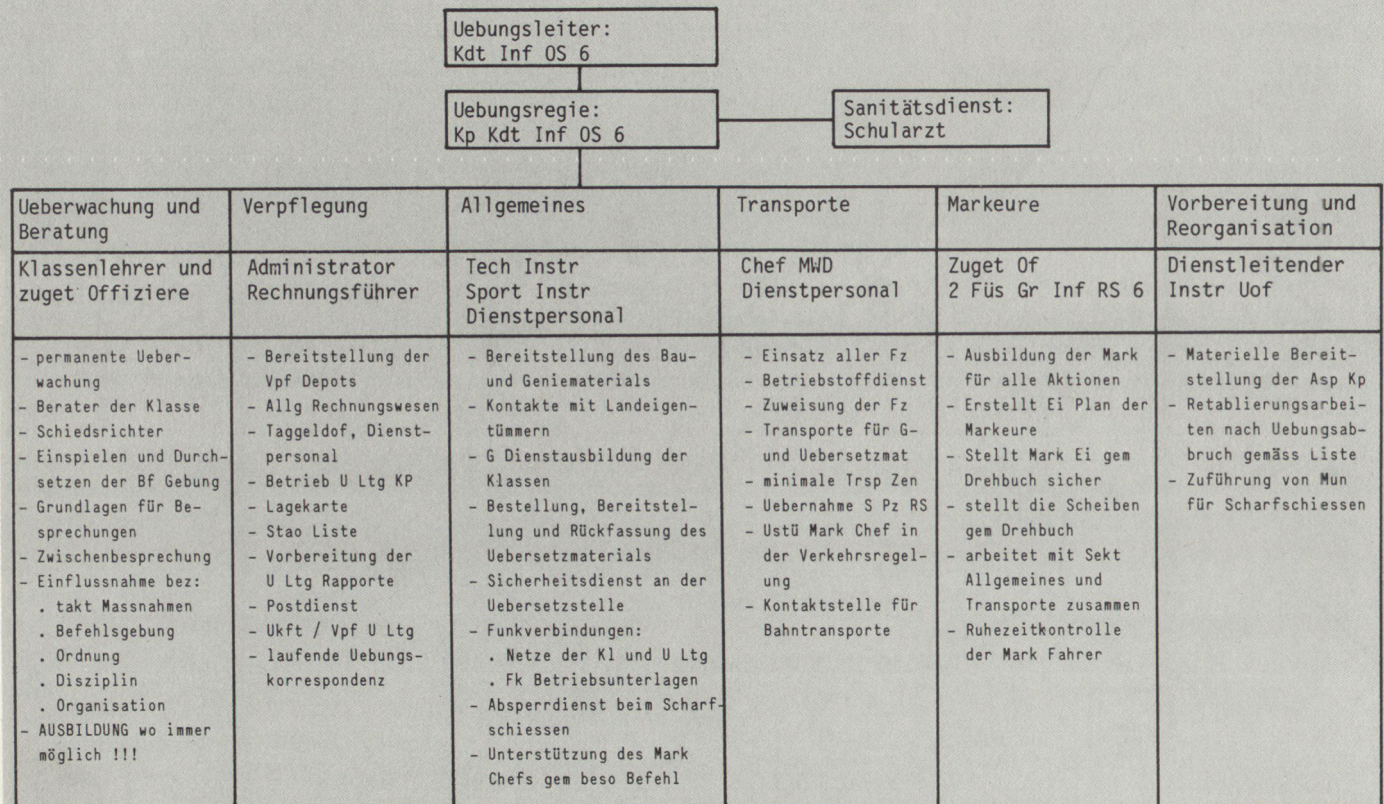 Uebungsleiter:
Kdt Inf OS 6
Uebungsregie:
Kp Kdt Inf OS 6
Sanitätsdienst:
Schularzt
Ueberwachung und
Beratung
Klassenlehrer und
zuget Offiziere
- permanente Ueber-
wachung
- Berater der Klasse
- Schiedsrichter
- Einspielen und Durch-
setzen der Bf Gebung
- Grundlagen für Be-
sprechungen
- Zwischenbesprechung
- Einflussnahme bez:
. takt Massnahmen
. Befehlsgebung
. Ordnung
. Disziplin
. Organisation
- AUSBILDUNG wo immer
möglich !!!
Verpflegung
Administrator
Rechnungsführer
- Bereitstellung der
Vpf Depots
- Allg Rechnungswesen
- Taggeldof, Dienst-
personal
- Betrieb U Ltg KP
- Lagekarte
- Stao Liste
- Vorbereitung der
U Ltg Rapporte
- Postdienst
- Ukft / Vpf U Ltg
- laufende Uebungs-
korrespondenz
Allgemeines
Tech Instr
Sport Instr
Dienstpersonal
- Bereitstellung des Bau-
und Geniematerials
- Kontakte mit Landeigen-
tümmern
- G Dienstausbildung der
Klassen
- Bestellung, Bereitstel-
lung und Rückfassung des
Uebersetzmaterials
- Sicherheitsdienst an der
Uebersetzstelle
- Funkverbindungen:
. Netze der Kl und U Ltg
. Fk Betriebsunterlagen
- Absperrdienst beim Scharf-
schiessen
- Unterstützung des Mark
Chefs gem beso Befehl
Transporte
Chef MWD
Dienstpersonal
- Einsatz aller Fz
- Betriebstoffdienst
- Zuweisung der Fz
- Transporte für G-
und Uebersetzmat
- minimale Trsp Zen
- Uebernahme S Pz RS
- Ustü Mark Chef in
der Verkehrsregel-
ung
- Kontaktstelle für
Bahntransporte
Markeure
Zuget Of
2 Füs Gr Inf RS 6
- Ausbildung der Mark
für alle Aktionen
- Erstellt Ei Plan der
Markeure
- Stellt Mark Ei gem
Drehbuch sicher
- stellt die Scheiben
gem Drehbuch
- arbeitet mit Sekt
Allgemeines und
Transporte zusammen
- Ruhezeitkontrolle
der Mark Fahrer
Vorbereitung und
Reorganisation
Dienstleitender
Instr Uof
- Materielle Bereit-
stellung der Asp Kp
- Retablierungsarbei-
ten nach Uebungsab-
bruch gemäss Liste
- Zuführung von Mun
für Scharfschiessen